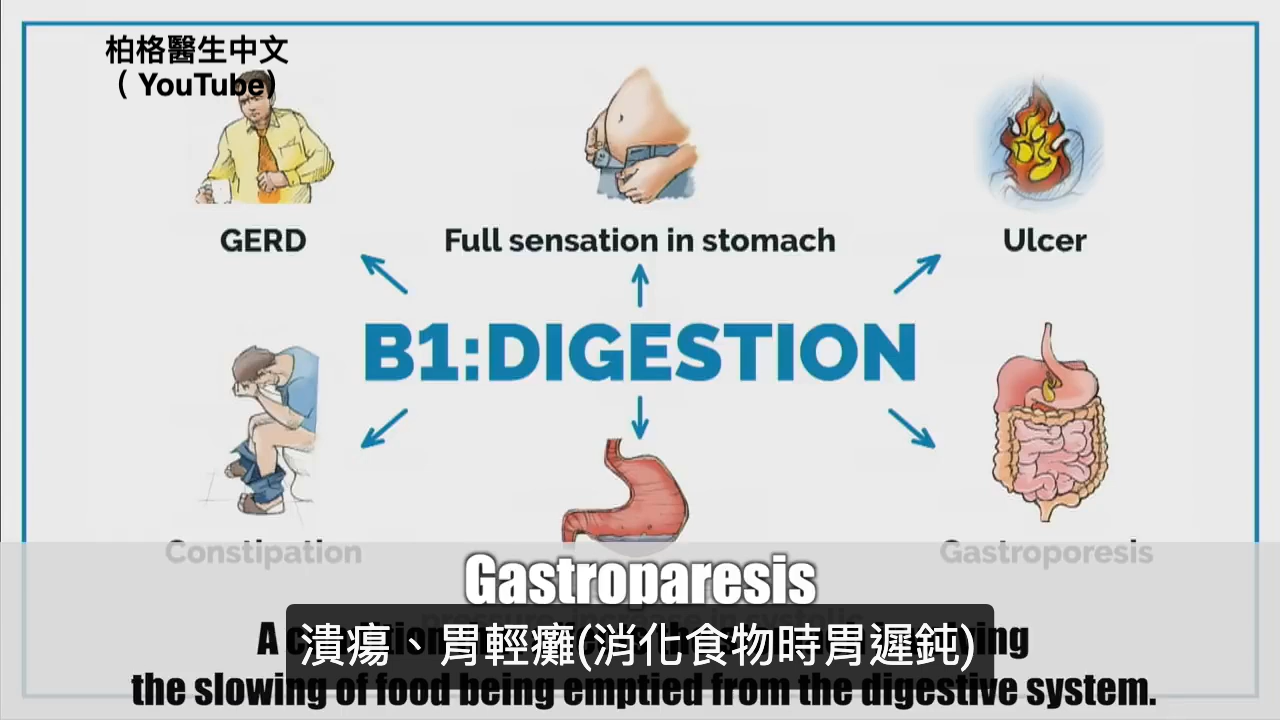 柏格醫生中文
( YouTube)
GERD
Full sensation in stomach
Ulcer
B1:DIGESTION
Constipation
Gastroporesis
Gastroparesis
A
潰瘍、胃輕癱(消化食物時胃遲鈍)
the slowing of food being emptied from the digestive system.